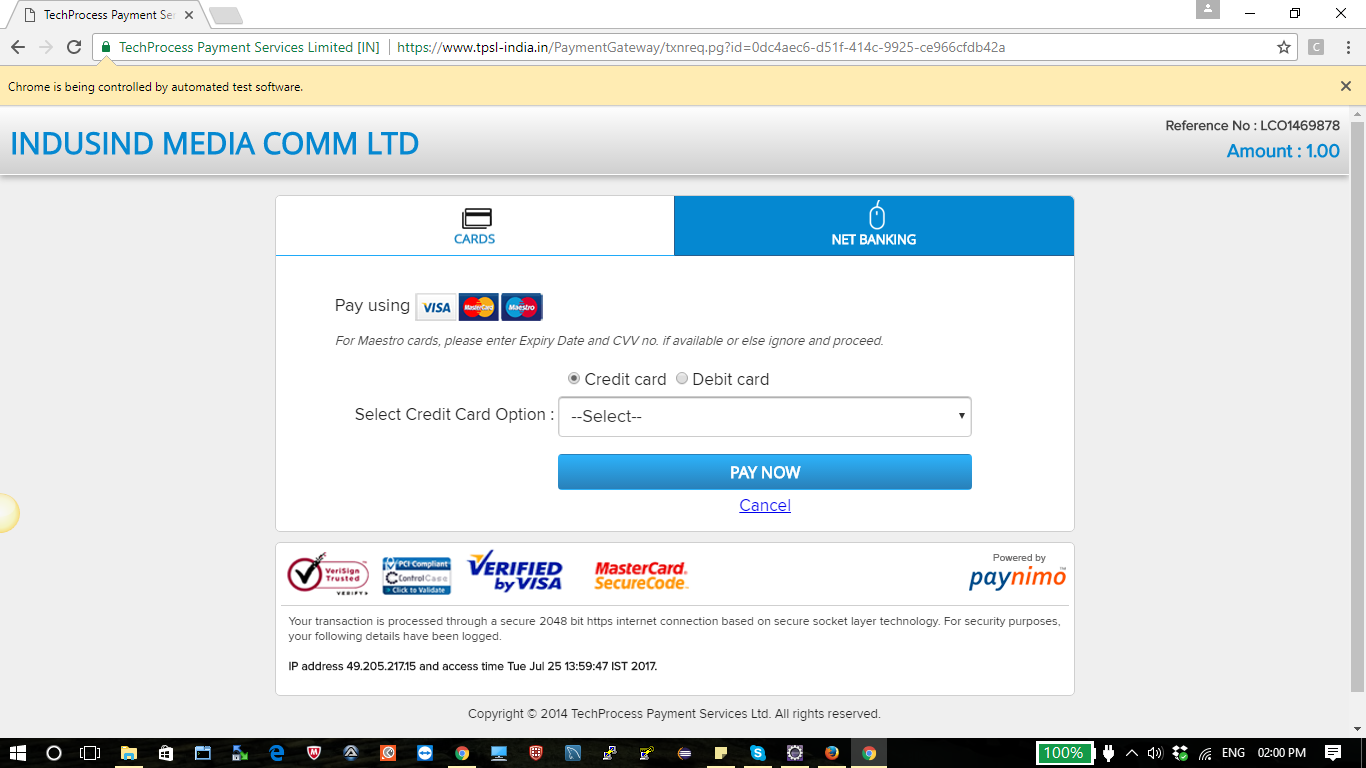 TechProcess Payment Ser
TechProcess Payment Services Limited [IN] https://www.tpsl-india.in/PaymentGateway/txnreq.pg?id=0dc4aec6-d51f-414c-9925-ce966cfdb42a
C
Chrome is being controlled by automated test software.
INDUSIND MEDIA COMM LTD
Reference No : LCO1469878
Amount : 1.00
CARDS
NET BANKING
Pay using VISA MasterCard Maestro
For Maestro cards, please enter Expiry Date and CVV no. if available or else ignore and proceed.
Credit card Debit card
Select Credit Card Option : --Select--
PAY NOW
Cancel
VeriSign
Trusted
VERIFY
PCI Compliant
ControlCase
Click to Validate
VERIFIED
by VISA
MasterCard.
SecureCode.
Powered by
paynimo™
Your transaction is processed through a secure 2048 bit https internet connection based on secure socket layer technology. For security purposes,
your following details have been logged.
IP address 49.205.217.15 and access time Tue Jul 25 13:59:47 IST 2017.
Copyright © 2014 TechProcess Payment Services Ltd. All rights reserved.
100% ENG 02:00 PM